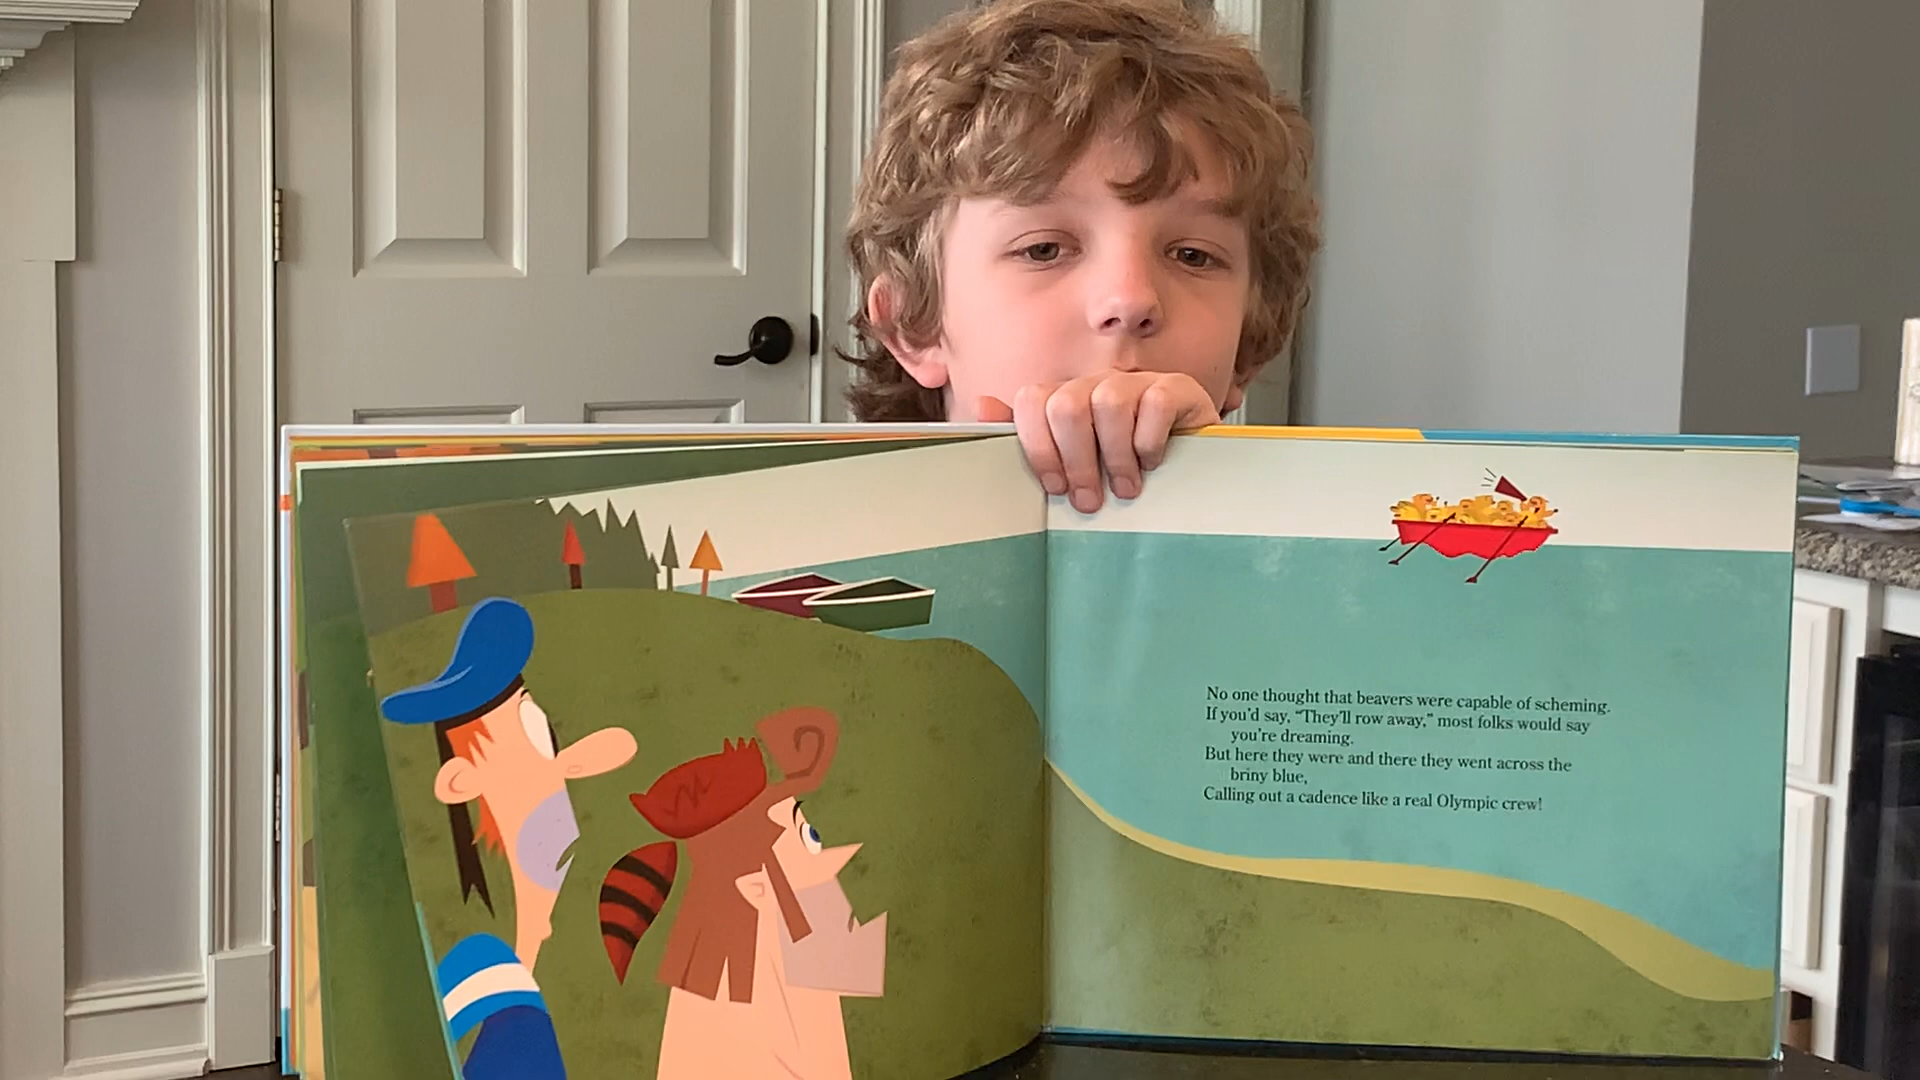 No one thought that beavers were capable of scheming.
If you'd say, "They'll row away," most folks would say
you're dreaming.
But here they were and there they went across the
briny blue,
Calling out a cadence like a real Olympic crew!